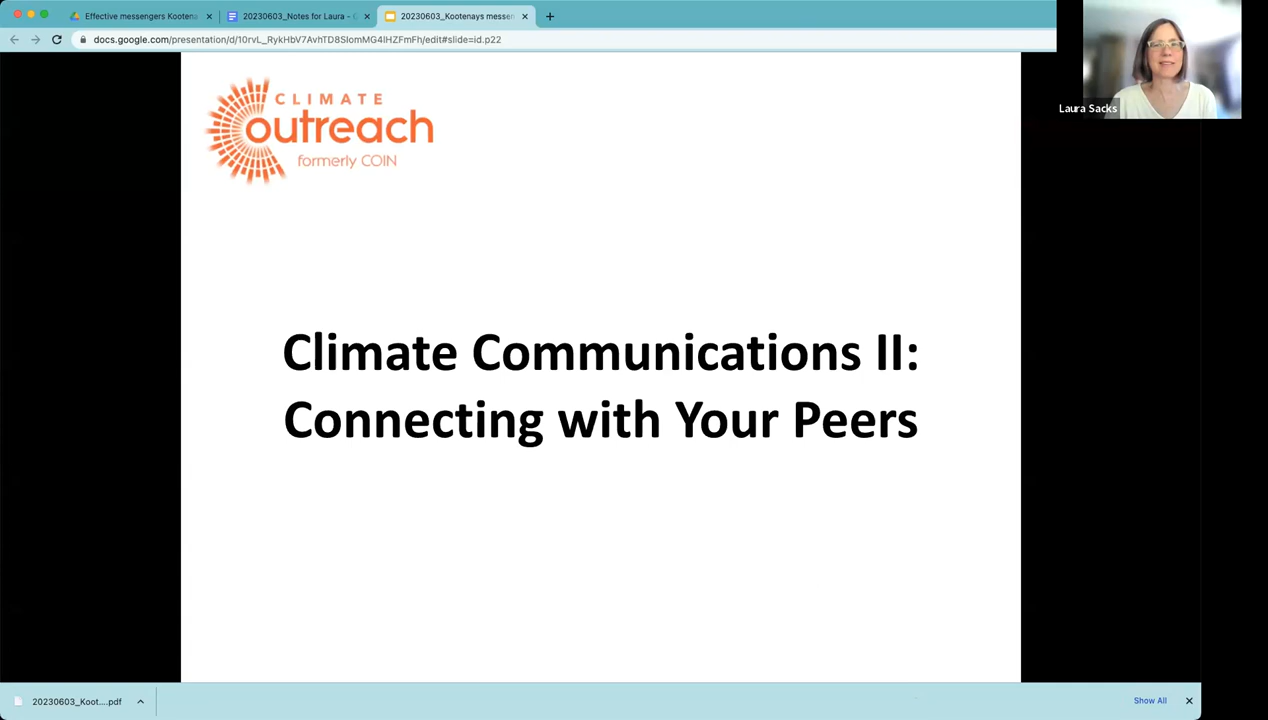 Effective messengers Kootena
20230603_Notes for Laura - G
20230603_Kootenays messen
docs.google.com/presentation/d/10rvL_RykHbV7AvhTD8SIomMG4IHZFmFh/edit#slide=id.p22
Laura Sacks
CLIMATE
outreach
formerly COIN
Climate Communications II:
Connecting with Your Peers
20230603_Koot....pdf
Show All